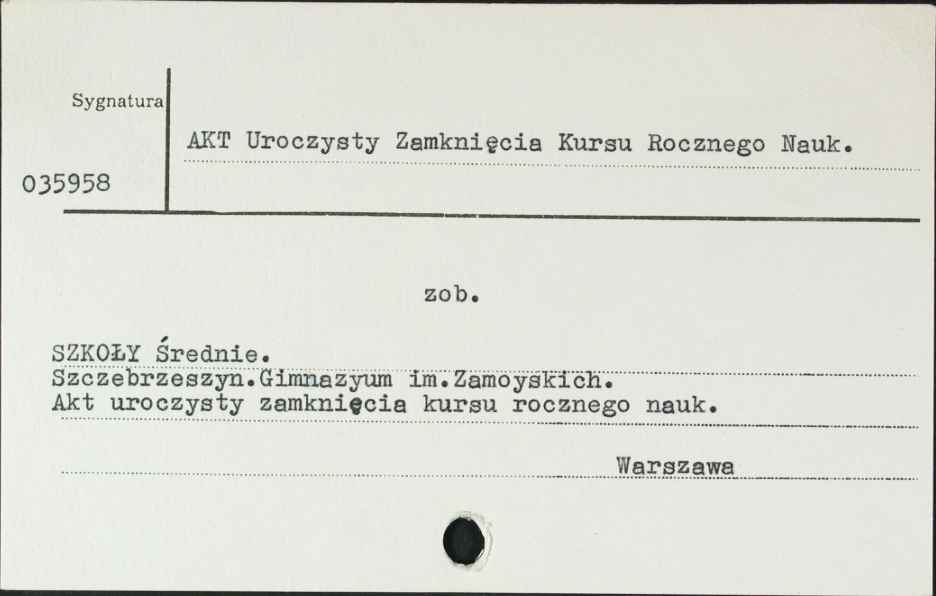 Sygnatura
AKT Uroczysty Zamknięcia Kursu Rocznego Nauk.
035958
zob.
SZKOŁY Średnie.
Szczebrzeszyn.Gimnazyum im.Zamoyskich.
Akt uroczysty zamknięcia kursu rocznego nauk.
Warszawa